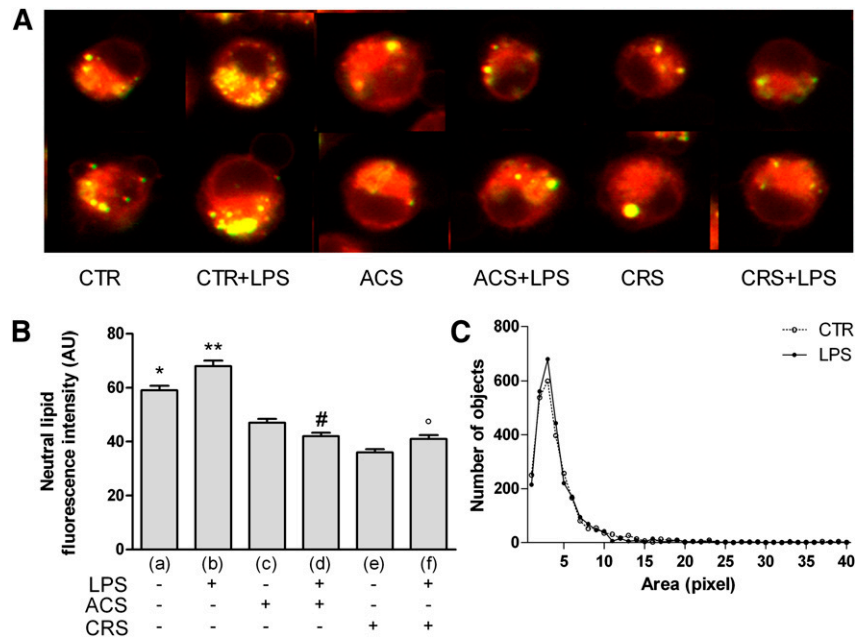 A
CTR CTR+LPS ACS ACS+LPS CRS CRS+LPS
B
Neutral lipid
fluorescence intensity (AU)
80
60
40
20
0
* ** # °
(a) (b) (c) (d) (e) (f)
LPS - + - + - +
ACS - - + + - -
CRS - - - - + +
C
CTR
LPS
Number of objects
800
600
400
200
0
5 10 15 20 25 30 35 40
Area (pixel)